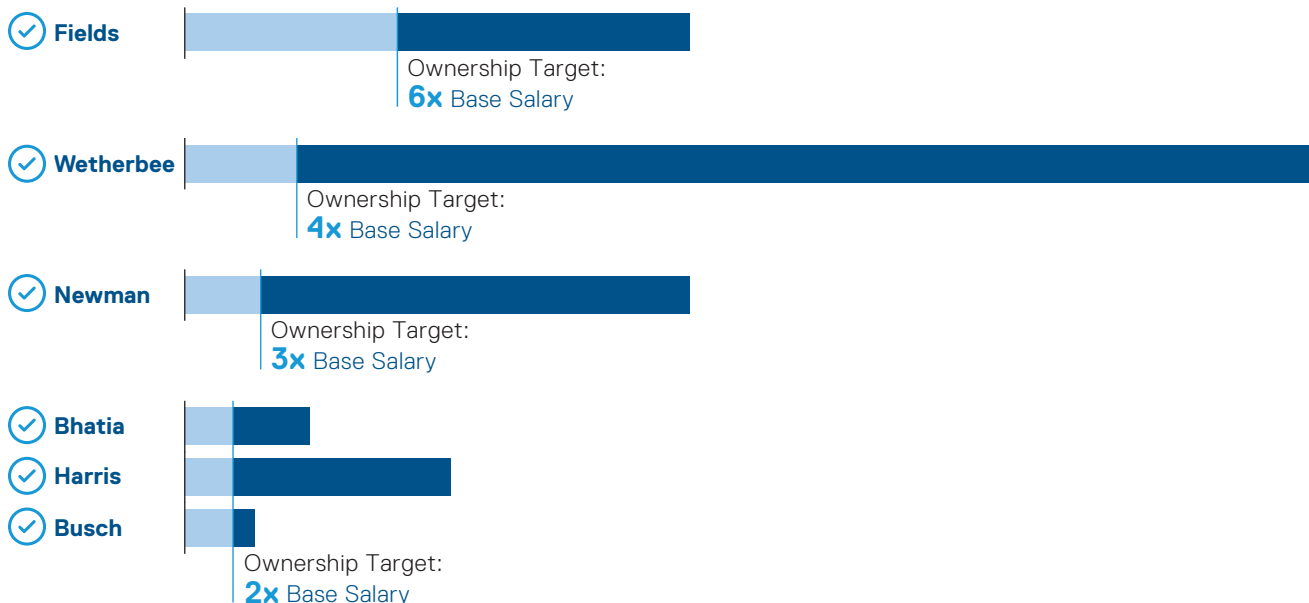 Fields
Ownership Target:
6x Base Salary
Wetherbee
Ownership Target:
4x Base Salary
Newman
Ownership Target:
3x Base Salary
Bhatia
Harris
Busch
Ownership Target:
2x Base Salary